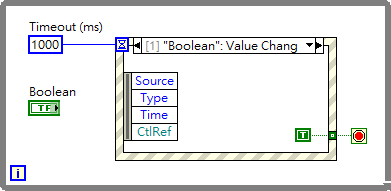 Timeout (ms)
1000
[1] "Boolean": Value Chang
Boolean
TF
Source
Type
Time
CtlRef
T
i